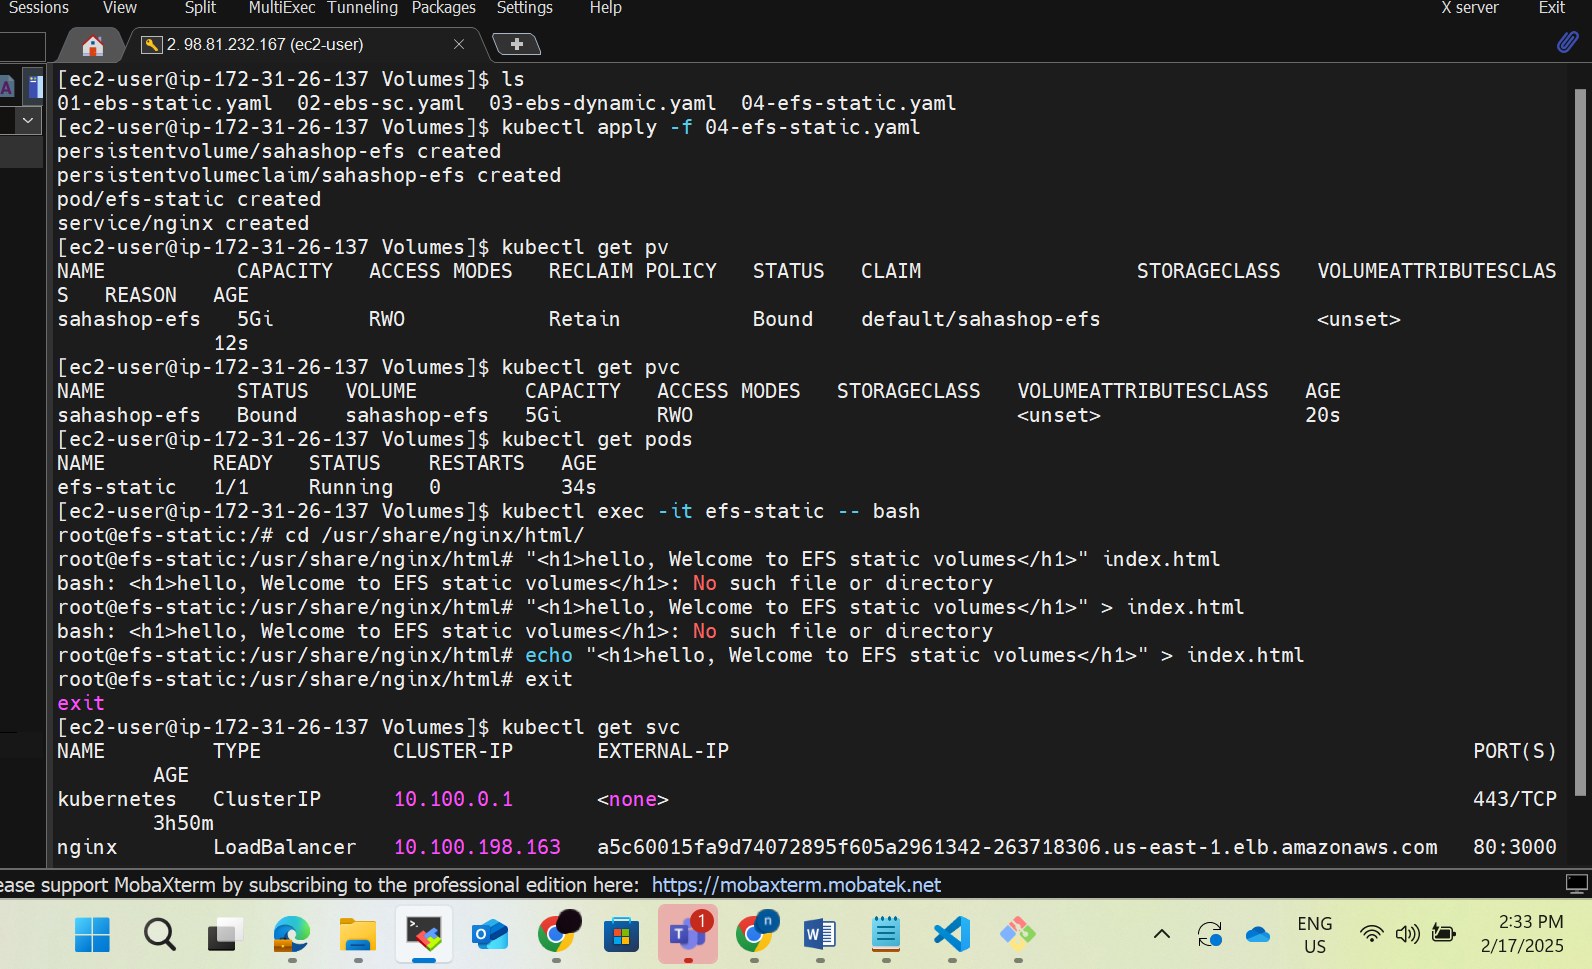 Sessions View Split MultiExec Tunneling Packages Settings Help X server Exit
2. 98.81.232.167 (ec2-user)
[ec2-user@ip-172-31-26-137 Volumes]$ ls
01-ebs-static.yaml 02-ebs-sc.yaml 03-ebs-dynamic.yaml 04-efs-static.yaml
[ec2-user@ip-172-31-26-137 Volumes]$ kubectl apply -f 04-efs-static.yaml
persistentvolume/sahashop-efs created
persistentvolumeclaim/sahashop-efs created
pod/efs-static created
service/nginx created
[ec2-user@ip-172-31-26-137 Volumes]$ kubectl get pv
NAME CAPACITY ACCESS MODES RECLAIM POLICY STATUS CLAIM STORAGECLASS VOLUMEATTRIBUTESCLAS
S REASON AGE
sahashop-efs 5Gi RWO Retain Bound default/sahashop-efs <unset>
12s
[ec2-user@ip-172-31-26-137 Volumes]$ kubectl get pvc
NAME STATUS VOLUME CAPACITY ACCESS MODES STORAGECLASS VOLUMEATTRIBUTESCLASS AGE
sahashop-efs Bound sahashop-efs 5Gi RWO <unset> 20s
[ec2-user@ip-172-31-26-137 Volumes]$ kubectl get pods
NAME READY STATUS RESTARTS AGE
efs-static 1/1 Running 0 34s
[ec2-user@ip-172-31-26-137 Volumes]$ kubectl exec -it efs-static -- bash
root@efs-static:/# cd /usr/share/nginx/html/
root@efs-static:/usr/share/nginx/html# "<h1>hello, Welcome to EFS static volumes</h1>" index.html
bash: <h1>hello, Welcome to EFS static volumes</h1>: No such file or directory
root@efs-static:/usr/share/nginx/html# "<h1>hello, Welcome to EFS static volumes</h1>" > index.html
bash: <h1>hello, Welcome to EFS static volumes</h1>: No such file or directory
root@efs-static:/usr/share/nginx/html# echo "<h1>hello, Welcome to EFS static volumes</h1>" > index.html
root@efs-static:/usr/share/nginx/html# exit
exit
[ec2-user@ip-172-31-26-137 Volumes]$ kubectl get svc
NAME TYPE CLUSTER-IP EXTERNAL-IP PORT(S)
AGE
kubernetes ClusterIP 10.100.0.1 <none> 443/TCP
3h50m
nginx LoadBalancer 10.100.198.163 a5c60015fa9d74072895f605a2961342-263718306.us-east-1.elb.amazonaws.com 80:3000
ease support MobaXterm by subscribing to the professional edition here: https://mobaxterm.mobatek.net
1
n
ENG
US
2:33 PM
2/17/2025